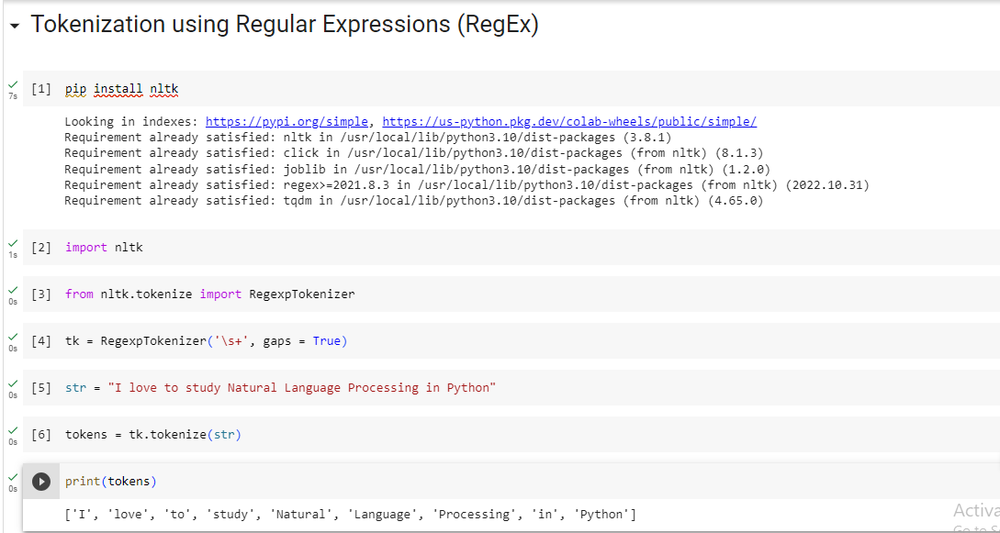 Tokenization using Regular Expressions (RegEx)
7s [1] pip install nltk
Looking in indexes: https://pypi.org/simple, https://us-python.pkg.dev/colab-wheels/public/simple/
Requirement already satisfied: nltk in /usr/local/lib/python3.10/dist-packages (3.8.1)
Requirement already satisfied: click in /usr/local/lib/python3.10/dist-packages (from nltk) (8.1.3)
Requirement already satisfied: joblib in /usr/local/lib/python3.10/dist-packages (from nltk) (1.2.0)
Requirement already satisfied: regex>=2021.8.3 in /usr/local/lib/python3.10/dist-packages (from nltk) (2022.10.31)
Requirement already satisfied: tqdm in /usr/local/lib/python3.10/dist-packages (from nltk) (4.65.0)
1s [2] import nltk
0s [3] from nltk.tokenize import RegexpTokenizer
0s [4] tk = RegexpTokenizer('\s+', gaps = True)
0s [5] str = "I love to study Natural Language Processing in Python"
0s [6] tokens = tk.tokenize(str)
0s print(tokens)
['I', 'love', 'to', 'study', 'Natural', 'Language', 'Processing', 'in', 'Python']
Activa